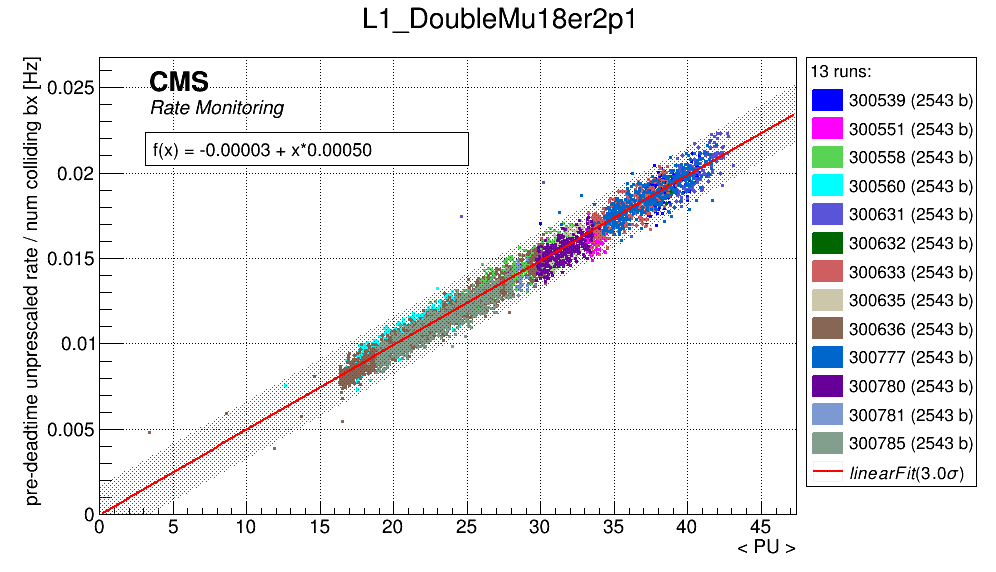 L1_DoubleMu18er2p1
pre-deadtime unprescaled rate / num colliding bx [Hz]
CMS
Rate Monitoring
f(x) = -0.00003 + x*0.00050
0.025
0.02
0.015
0.01
0.005
0
0 5 10 15 20 25 30 35 40 45
< PU >
13 runs:
300539 (2543 b)
300551 (2543 b)
300558 (2543 b)
300560 (2543 b)
300631 (2543 b)
300632 (2543 b)
300633 (2543 b)
300635 (2543 b)
300636 (2543 b)
300777 (2543 b)
300780 (2543 b)
300781 (2543 b)
300785 (2543 b)
linearFit(3.0σ)